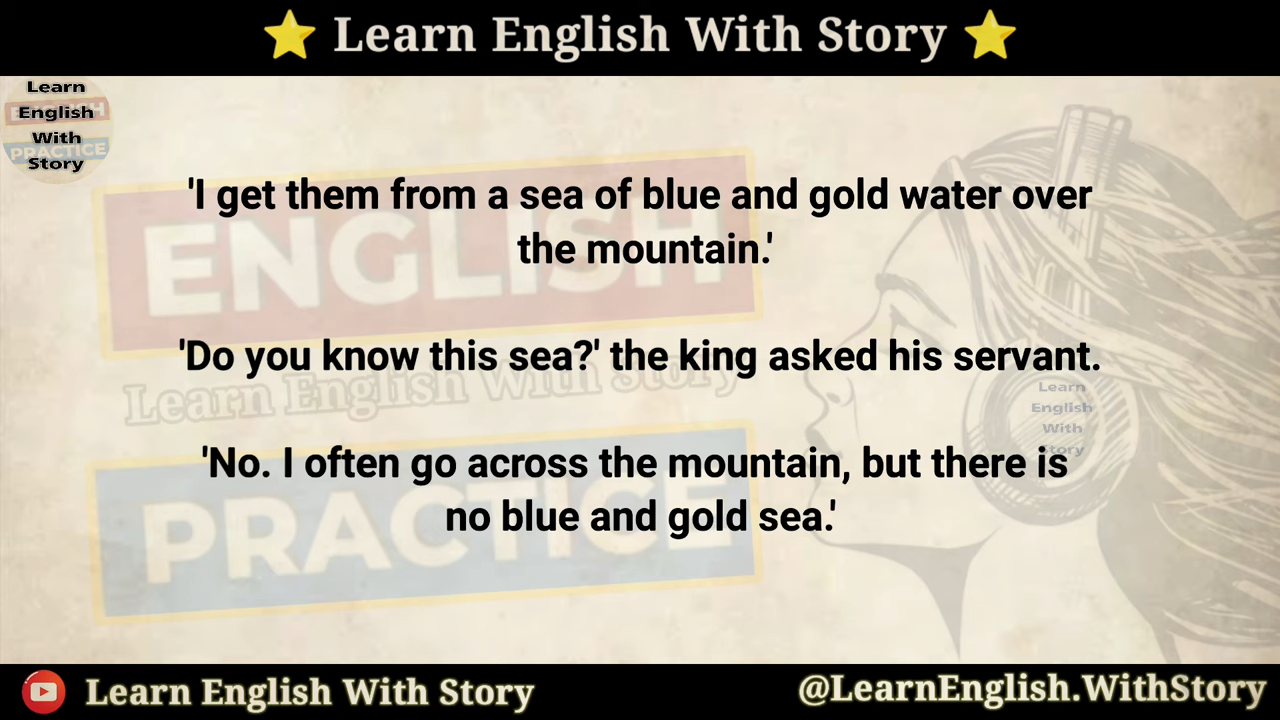 ⭐ Learn English With Story ⭐
Learn
English
With
Story
ENGLISH
PRACTICE
'I get them from a sea of blue and gold water over
the mountain.'
ENGLISH
'Do you know this sea?' the king asked his servant.
Learn English With Story
Learn
English
With
Story
'No. I often go across the mountain, but there is
no blue and gold sea.'
PRACTICE
Learn English With Story
@LearnEnglish.WithStory